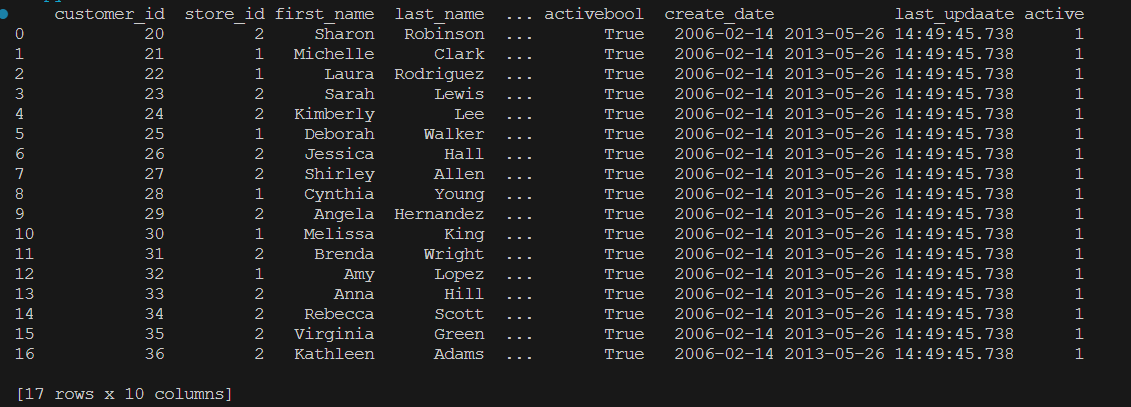 customer_id store_id first_name last_name ... activebool create_date last_updaate active
0 20 2 Sharon Robinson ... True 2006-02-14 2013-05-26 14:49:45.738 1
1 21 1 Michelle Clark ... True 2006-02-14 2013-05-26 14:49:45.738 1
2 22 1 Laura Rodriguez ... True 2006-02-14 2013-05-26 14:49:45.738 1
3 23 2 Sarah Lewis ... True 2006-02-14 2013-05-26 14:49:45.738 1
4 24 2 Kimberly Lee ... True 2006-02-14 2013-05-26 14:49:45.738 1
5 25 1 Deborah Walker ... True 2006-02-14 2013-05-26 14:49:45.738 1
6 26 2 Jessica Hall ... True 2006-02-14 2013-05-26 14:49:45.738 1
7 27 2 Shirley Allen ... True 2006-02-14 2013-05-26 14:49:45.738 1
8 28 1 Cynthia Young ... True 2006-02-14 2013-05-26 14:49:45.738 1
9 29 2 Angela Hernandez ... True 2006-02-14 2013-05-26 14:49:45.738 1
10 30 1 Melissa King ... True 2006-02-14 2013-05-26 14:49:45.738 1
11 31 2 Brenda Wright ... True 2006-02-14 2013-05-26 14:49:45.738 1
12 32 1 Amy Lopez ... True 2006-02-14 2013-05-26 14:49:45.738 1
13 33 2 Anna Hill ... True 2006-02-14 2013-05-26 14:49:45.738 1
14 34 2 Rebecca Scott ... True 2006-02-14 2013-05-26 14:49:45.738 1
15 35 2 Virginia Green ... True 2006-02-14 2013-05-26 14:49:45.738 1
16 36 2 Kathleen Adams ... True 2006-02-14 2013-05-26 14:49:45.738 1
[17 rows x 10 columns]